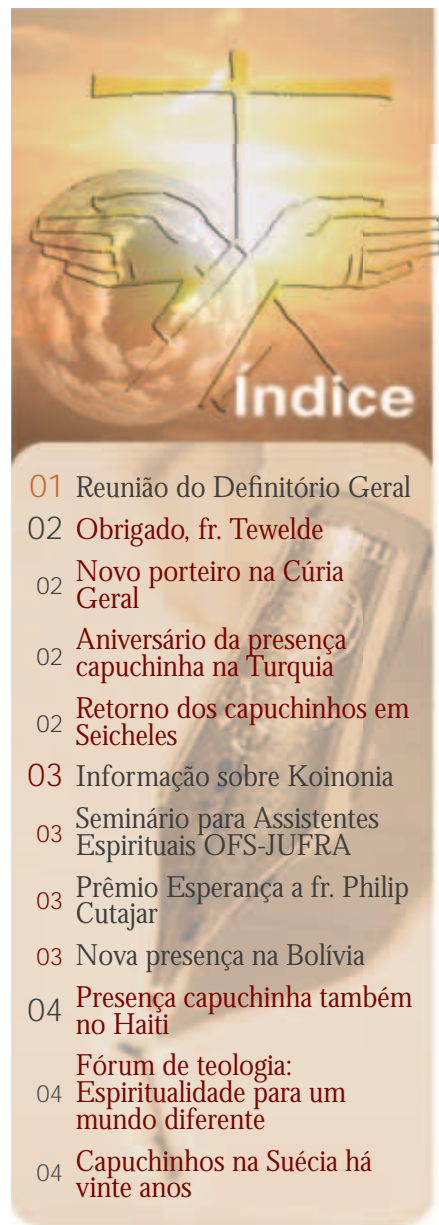 Índice
01 Reunião do Definitório Geral
02 Obrigado, fr. Tewelde
02 Novo porteiro na Cúria
Geral
02 Aniversário da presença
capuchinha na Turquia
02 Retorno dos capuchinhos em
Seicheles
03 Informação sobre Koinonia
03 Seminário para Assistentes
Espirituais OFS-JUFRA
03 Prêmio Esperança a fr. Philip
Cutajar
03 Nova presença na Bolívia
04 Presença capuchinha também
no Haiti
04 Fórum de teologia:
Espiritualidade para um
mundo diferente
04 Capuchinhos na Suécia há
vinte anos